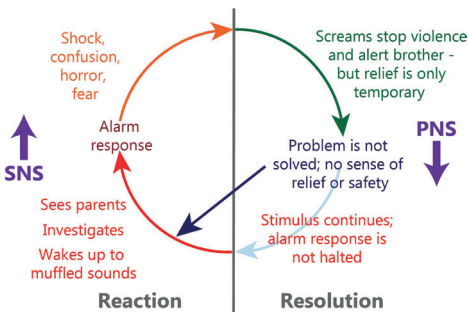 Shock,
confusion,
horror,
fear
Alarm
response
SNS
Sees parents
Investigates
Wakes up to
muffled sounds
Reaction
Screams stop violence
and alert brother -
but relief is only
temporary
Problem is not
solved; no sense of
relief or safety
PNS
Stimulus continues;
alarm response is
not halted
Resolution